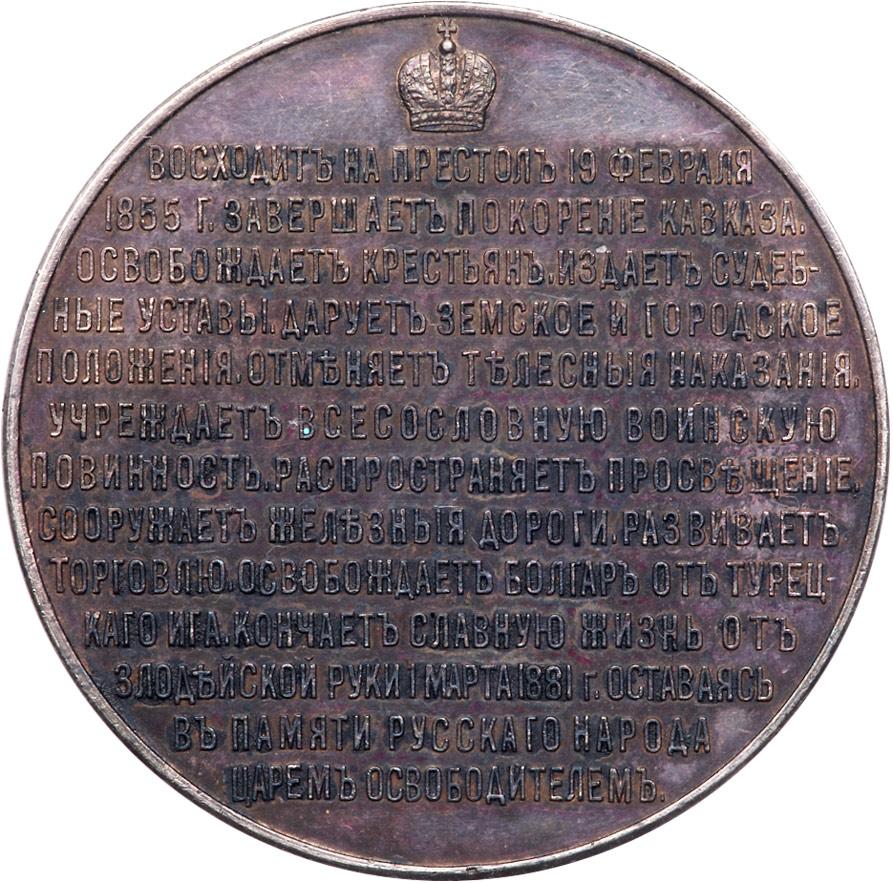 ВОСХОДИТЪ НА ПРЕСТОЛЪ 19 ФЕВРАЛЯ
1855 Г. ЗАВЕРШАЕТЪ ПОКОРЕНІЕ КАВКАЗА.
ОСВОБОЖДАЕТЪ КРЕСТЬЯНЪ. ИЗДАЕТЪ СУДЕБ-
НЫЕ УСТАВЫ. ДАРУЕТЪ ЗЕМСКОЕ И ГОРОДСКОЕ
ПОЛОЖЕНІЯ. ОТМѢНЯЕТЪ ТѢЛЕСНЫЯ НАКАЗАНІЯ.
УЧРЕЖДАЕТЪ ВСЕСОСЛОВНУЮ ВОИНСКУЮ
ПОВИННОСТЬ. РАСПРОСТРАНЯЕТЪ ПРОСВѢЩЕНІЕ.
СООРУЖАЕТЪ ЖЕЛѢЗНЫЯ ДОРОГИ. РАЗВИВАЕТЪ
ТОРГОВЛЮ. ОСВОБОЖДАЕТЪ БОЛГАРЪ ОТЪ ТУРЕЦ-
КАГО ИГА. КОНЧАЕТЪ СЛАВНУЮ ЖИЗНЬ ОТЪ
ЗЛОДѢЙСКОЙ РУКИ 1 МАРТА 1881 г. ОСТАВАЯСЬ
ВЪ ПАМЯТИ РУССКАГО НАРОДА
ЦАРЕМЪ ОСВОБОДИТЕЛЕМЪ.